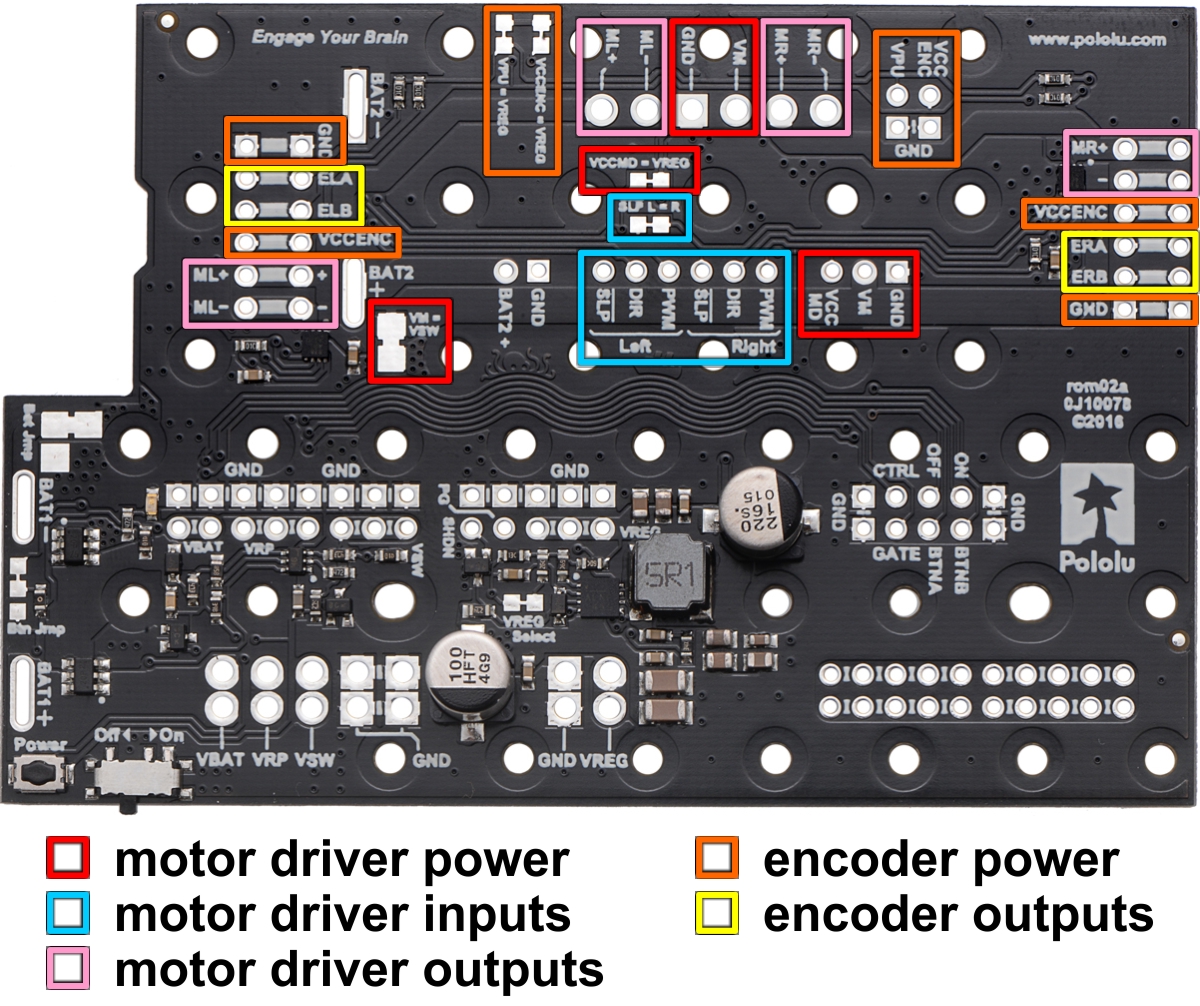 Engage Your Brain
www.pololu.com
BAT2 -
VPU = VREG
VCCENC = VREG
ML+
ML-
GND
VM
MR+
MR-
VPU
VCC
ENC
GND
GND
VCCMD = VREG
MR+
-
ELA
ELB
SLP L = R
VCCENC
VCCENC
ERA
ERB
ML+ +
ML- -
BAT2
+
BAT2 +
GND
SLP
DIR
PWM
SLP
DIR
PWM
Left
Right
VCC
MD
VM
GND
GND
VM =
VSW
rom02a
0J10078
©2016
Bat Jmp
BAT1 -
GND
GND
GND
VBAT
VRP
VSW
PG
SHDN
VREG
220
16s.
015
5R1
CTRL
OFF
ON
GND
GND
GATE
BTNA
BTNB
Pololu
Btn Jmp
VREG
Select
100
HFT
4G9
BAT1 +
Power
Off
On
VBAT VRP VSW
GND
GND VREG
motor driver power
encoder power
motor driver inputs
encoder outputs
motor driver outputs